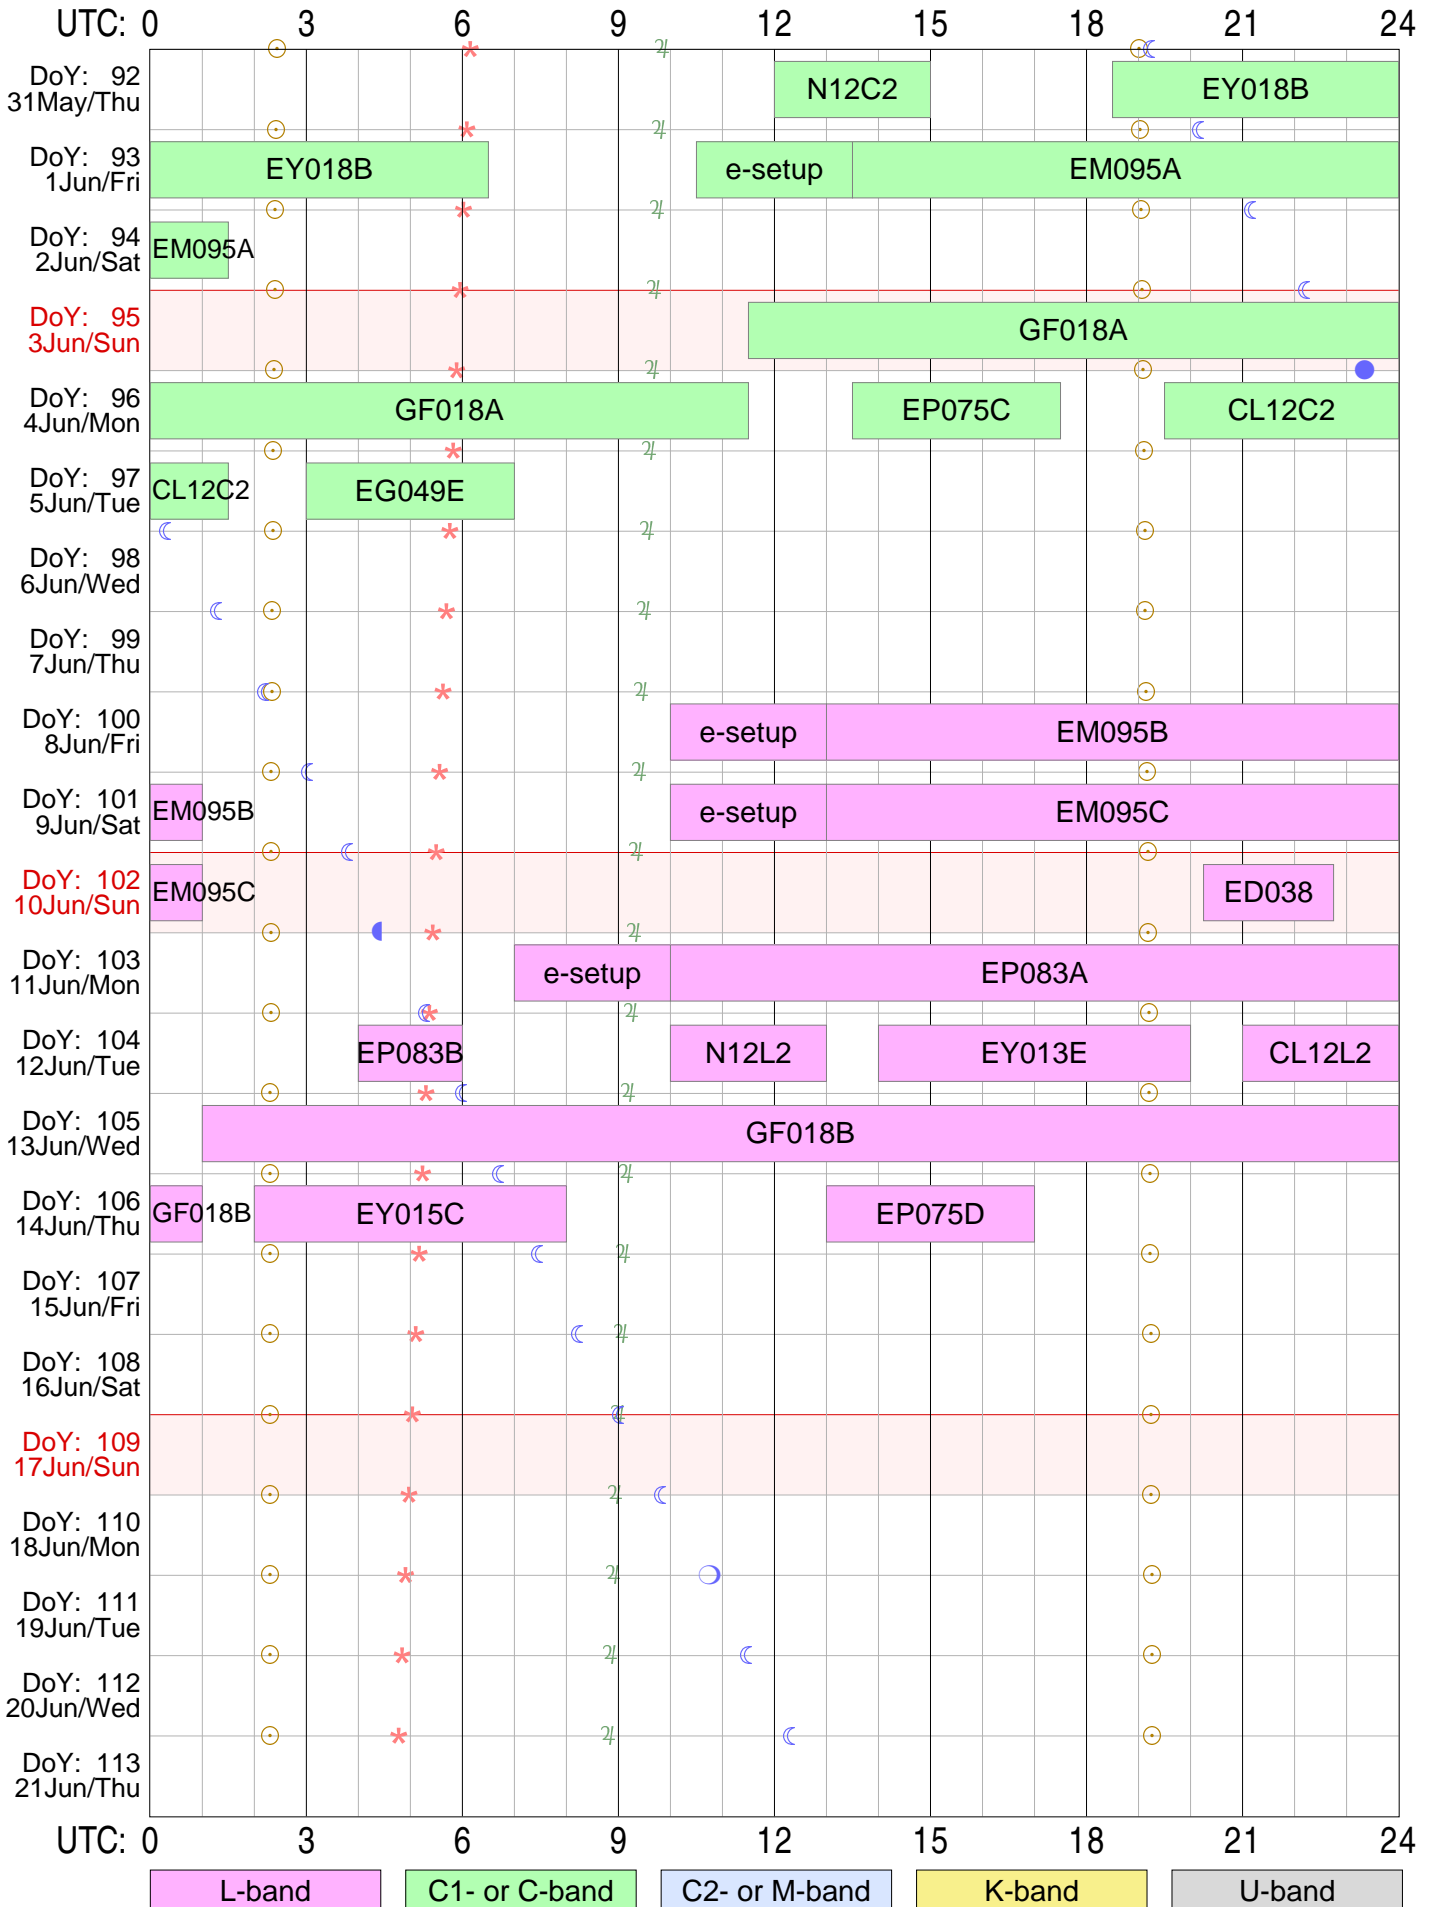 UTC: 0 3 6 9 12 15 18 21 24
DoY: 92
31May/Thu
N12C2 EY018B
DoY: 93
1Jun/Fri
EY018B e-setup EM095A
DoY: 94
2Jun/Sat
EM095A
DoY: 95
3Jun/Sun
GF018A
DoY: 96
4Jun/Mon
GF018A EP075C CL12C2
DoY: 97
5Jun/Tue
CL12C2 EG049E
DoY: 98
6Jun/Wed
DoY: 99
7Jun/Thu
DoY: 100
8Jun/Fri
e-setup EM095B
DoY: 101
9Jun/Sat
EM095B e-setup EM095C
DoY: 102
10Jun/Sun
EM095C ED038
DoY: 103
11Jun/Mon
e-setup EP083A
DoY: 104
12Jun/Tue
EP083B N12L2 EY013E CL12L2
DoY: 105
13Jun/Wed
GF018B
DoY: 106
14Jun/Thu
GF018B EY015C EP075D
DoY: 107
15Jun/Fri
DoY: 108
16Jun/Sat
DoY: 109
17Jun/Sun
DoY: 110
18Jun/Mon
DoY: 111
19Jun/Tue
DoY: 112
20Jun/Wed
DoY: 113
21Jun/Thu
UTC: 0 3 6 9 12 15 18 21 24
L-band C1- or C-band C2- or M-band K-band U-band